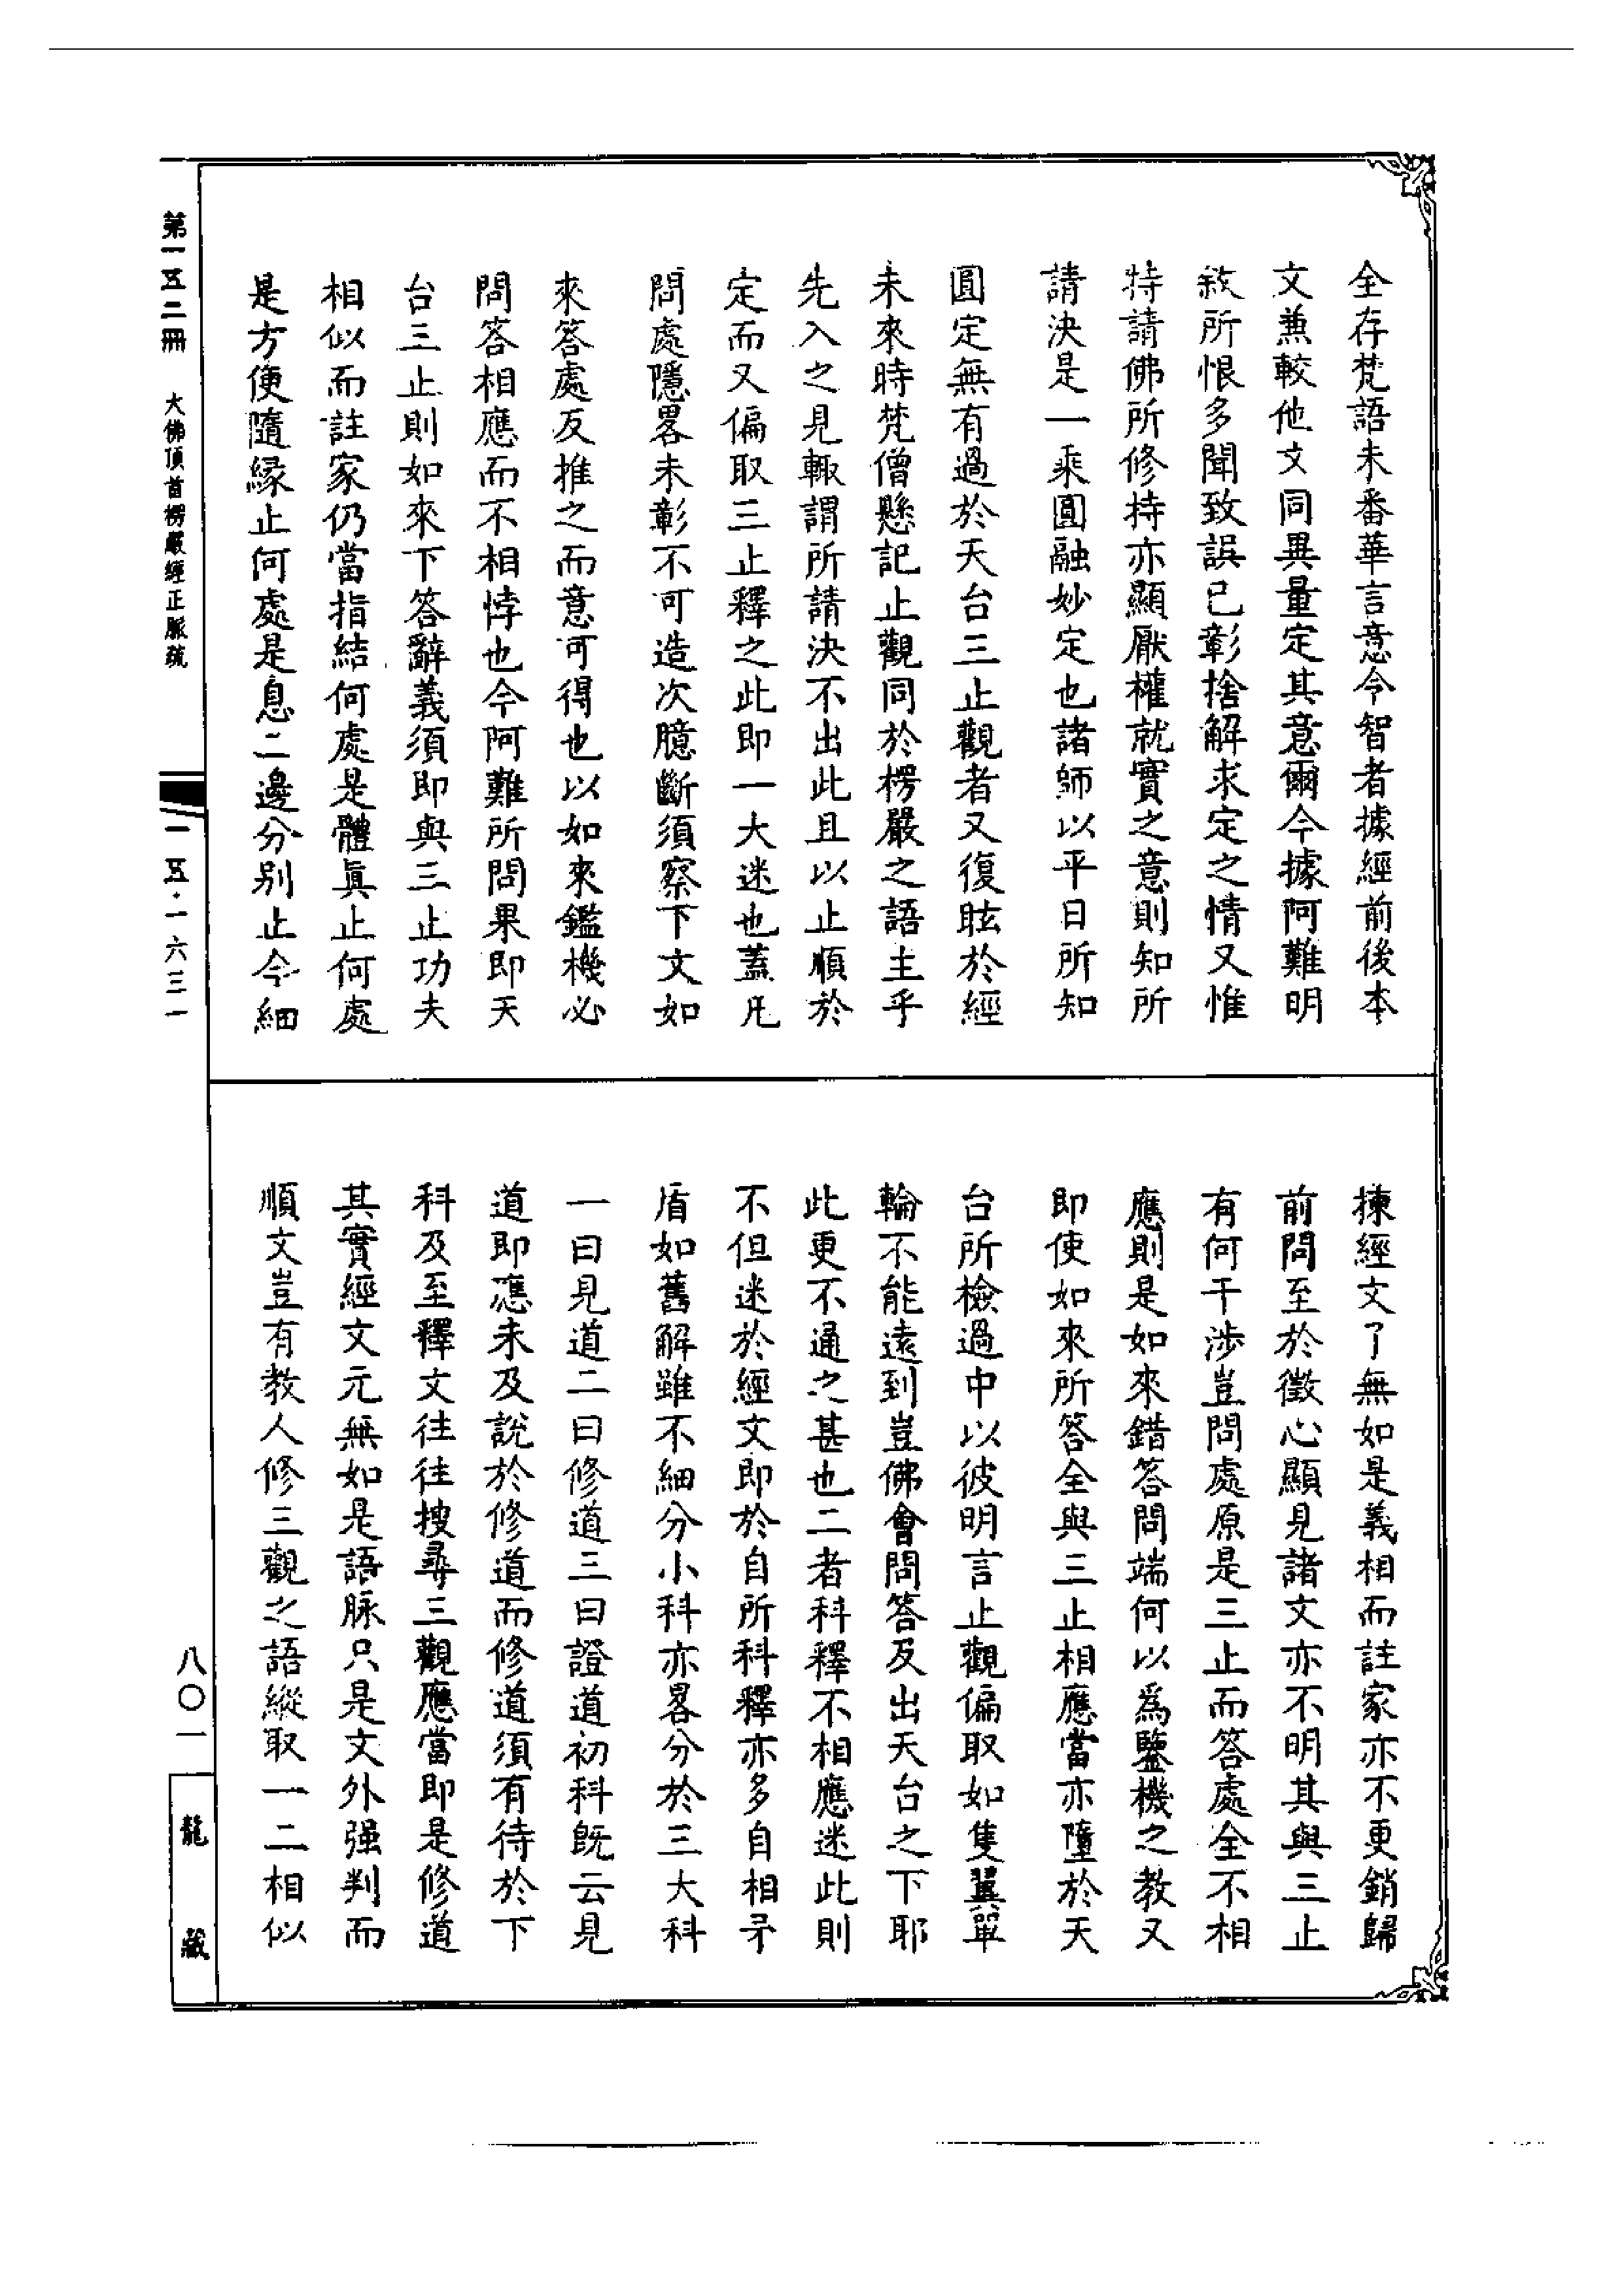 全存梵語未番華言意令智者據經前後本
文兼較他文同異量定其意爾今據阿難明
敘所恨多聞致誤已彰捨解求定之情又惟
特請佛所修持亦顯厭權就實之意則知所
請決是一乘圓融妙定也諸師以平日所知
圓定無有過於天台三止觀者又復眩於經
未來時梵僧懸記止觀同於楞嚴之語主乎
先入之見輒謂所請決不出此且以止順於
定而又偏取三止釋之此即一大迷也蓋凡
問處隱畧未彰不可造次臆斷須察下文如
來答處反推之而意可得也以如來鑑機必
問答相應而不相悖也今阿難所問果即天
台三止則如來下答辭義須即與三止功夫
相似而註家仍當指結何處是體眞止何處
是方便隨緣止何處是息二邊分别止今細
揀經文了無如是義相而註家亦不更銷歸
前問至於徵心顯見諸文亦不明其與三止
有何干涉豈問處原是三止而答處全不相
應則是如來錯答問端何以爲鑒機之教又
即使如來所答全與三止相應當亦墮於天
台所檢過中以彼明言止觀偏取如隻翼單
輪不能遠到豈佛會問答反出天台之下耶
此更不通之甚也二者科釋不相應迷此則
不但迷於經文即於自所科釋亦多自相矛
盾如舊解雖不細分小科亦畧分於三大科
一曰見道二曰修道三曰證道初科旣云見
道即應未及說於修道而修道須有待於下
科及至釋文往往搜尋三觀應當即是修道
其實經文元無如是語脉只是文外强判而
順文豈有教人修三觀之語縱取一二相似
第一五二冊 大佛頂首楞嚴經正脈疏
一五·一六三一
八〇一
龍藏